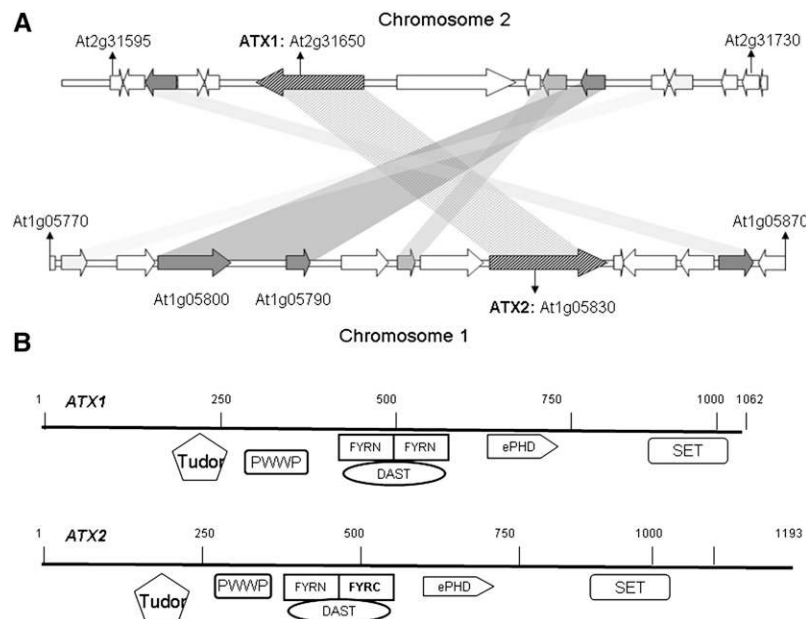 A
Chromosome 2
At2g31595
ATX1: At2g31650
At2g31730
At1g05770
At1g05870
At1g05800
At1g05790
ATX2: At1g05830
Chromosome 1
B
1
ATX1
250
500
750
1000
1062
Tudor
PWWP
FYRN
FYRN
ePHD
SET
DAST
1
ATX2
250
500
750
1000
1193
Tudor
PWWP
FYRN
FYRC
ePHD
SET
DAST